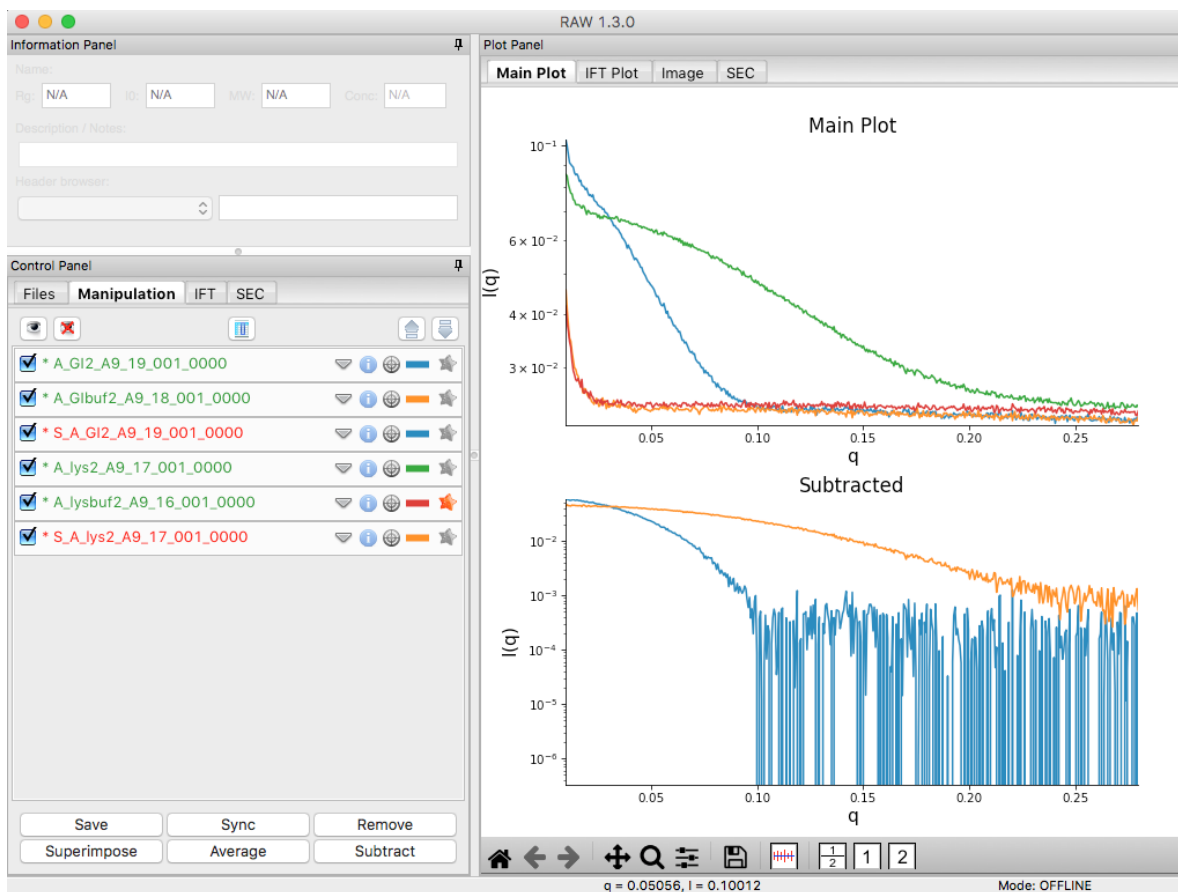 RAW 1.3.0
Information Panel
Name:
Rg: N/A I0: N/A MW: N/A Conc: N/A
Description / Notes:
Header browser:
Control Panel
Files Manipulation IFT SEC
* A_GI2_A9_19_001_0000
* A_GIbuf2_A9_18_001_0000
* S_A_GI2_A9_19_001_0000
* A_lys2_A9_17_001_0000
* A_lysbuf2_A9_16_001_0000
* S_A_lys2_A9_17_001_0000
Save Sync Remove
Superimpose Average Subtract
Plot Panel
Main Plot IFT Plot Image SEC
Main Plot
10⁻¹
6 × 10⁻²
4 × 10⁻²
3 × 10⁻²
I(q)
0.05 0.10 0.15 0.20 0.25
q
Subtracted
10⁻²
10⁻³
10⁻⁴
10⁻⁵
10⁻⁶
I(q)
0.05 0.10 0.15 0.20 0.25
q
1 2 1 2
q = 0.05056, I = 0.10012 Mode: OFFLINE